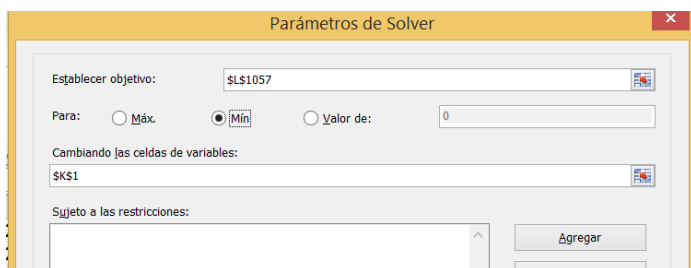 Parámetros de Solver
Establecer objetivo: $L$1057
Para: Máx. Mín Valor de: 0
Cambiando las celdas de variables:
$K$1
Sujeto a las restricciones:
Agregar